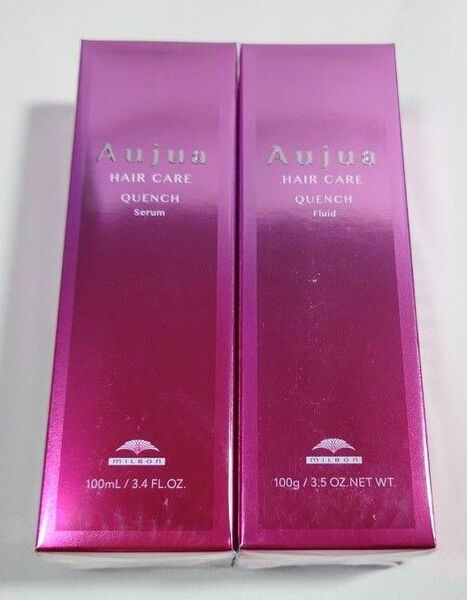 Aujua
HAIR CARE
QUENCH
Serum
MILBON
100mL / 3.4 FL.OZ.
Aujua
HAIR CARE
QUENCH
Fluid
MILBON
100g / 3.5 OZ.NET WT.